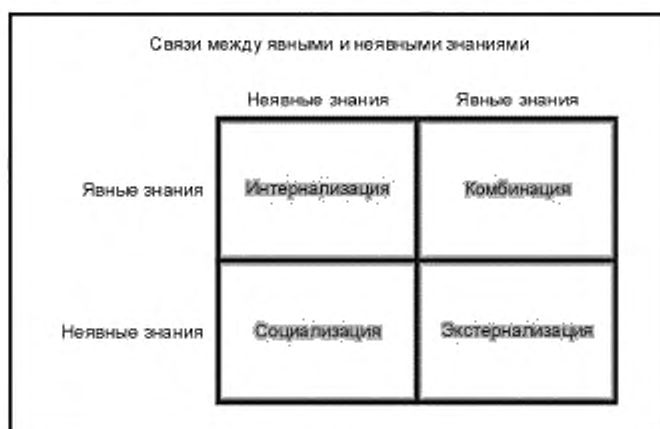 Связи между явными и неявными знаниями
Неявные знания Явные знания
Явные знания Интернализация Комбинация
Неявные знания Социализация Экстернализация